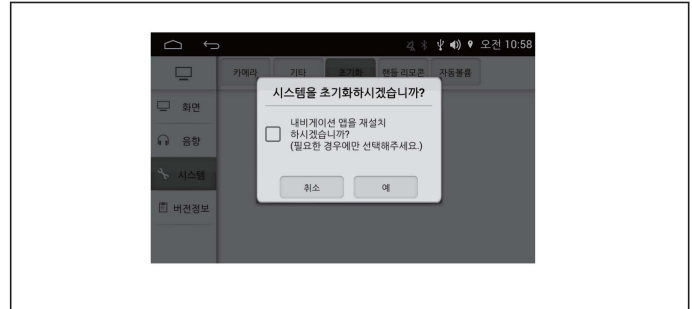 오전 10:58
카메라 기타 초기화 핸들 리모콘 자동볼륨
화면
음향
시스템
버전정보
시스템을 초기화하시겠습니까?
내비게이션 앱을 재설치
하시겠습니까?
(필요한 경우에만 선택해주세요.)
취소 예